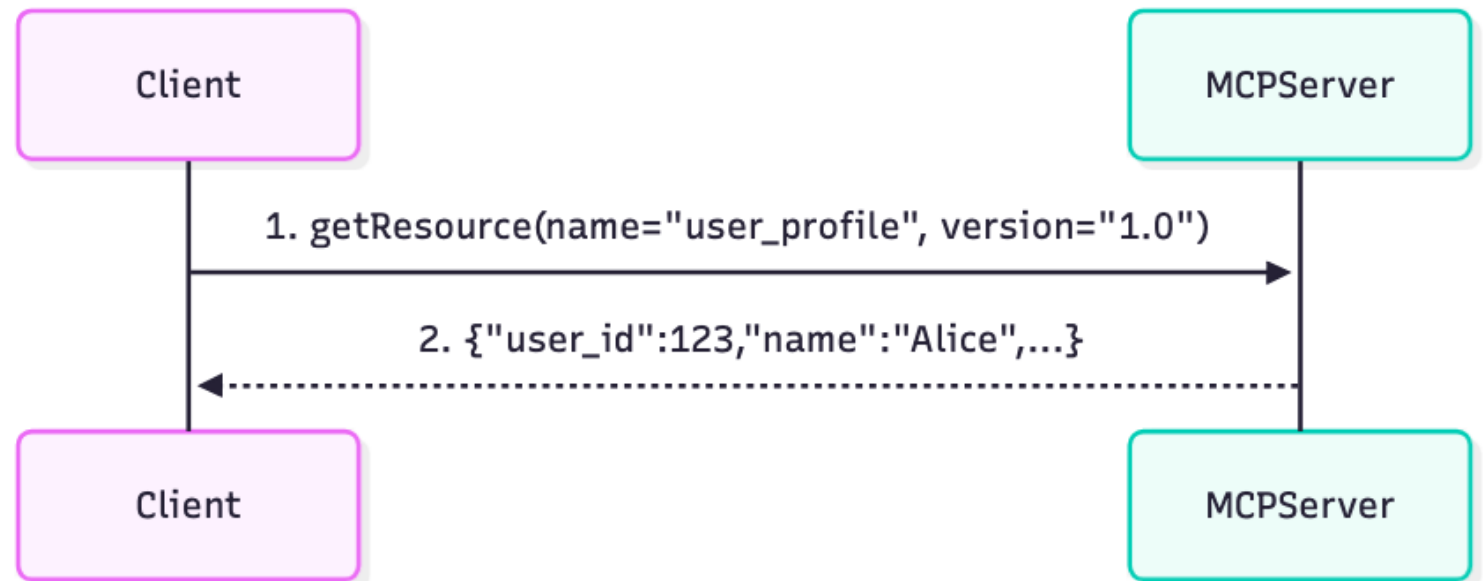 Client
MCPServer
1. getResource(name="user_profile", version="1.0")
2. {"user_id":123,"name":"Alice",...}
Client
MCPServer